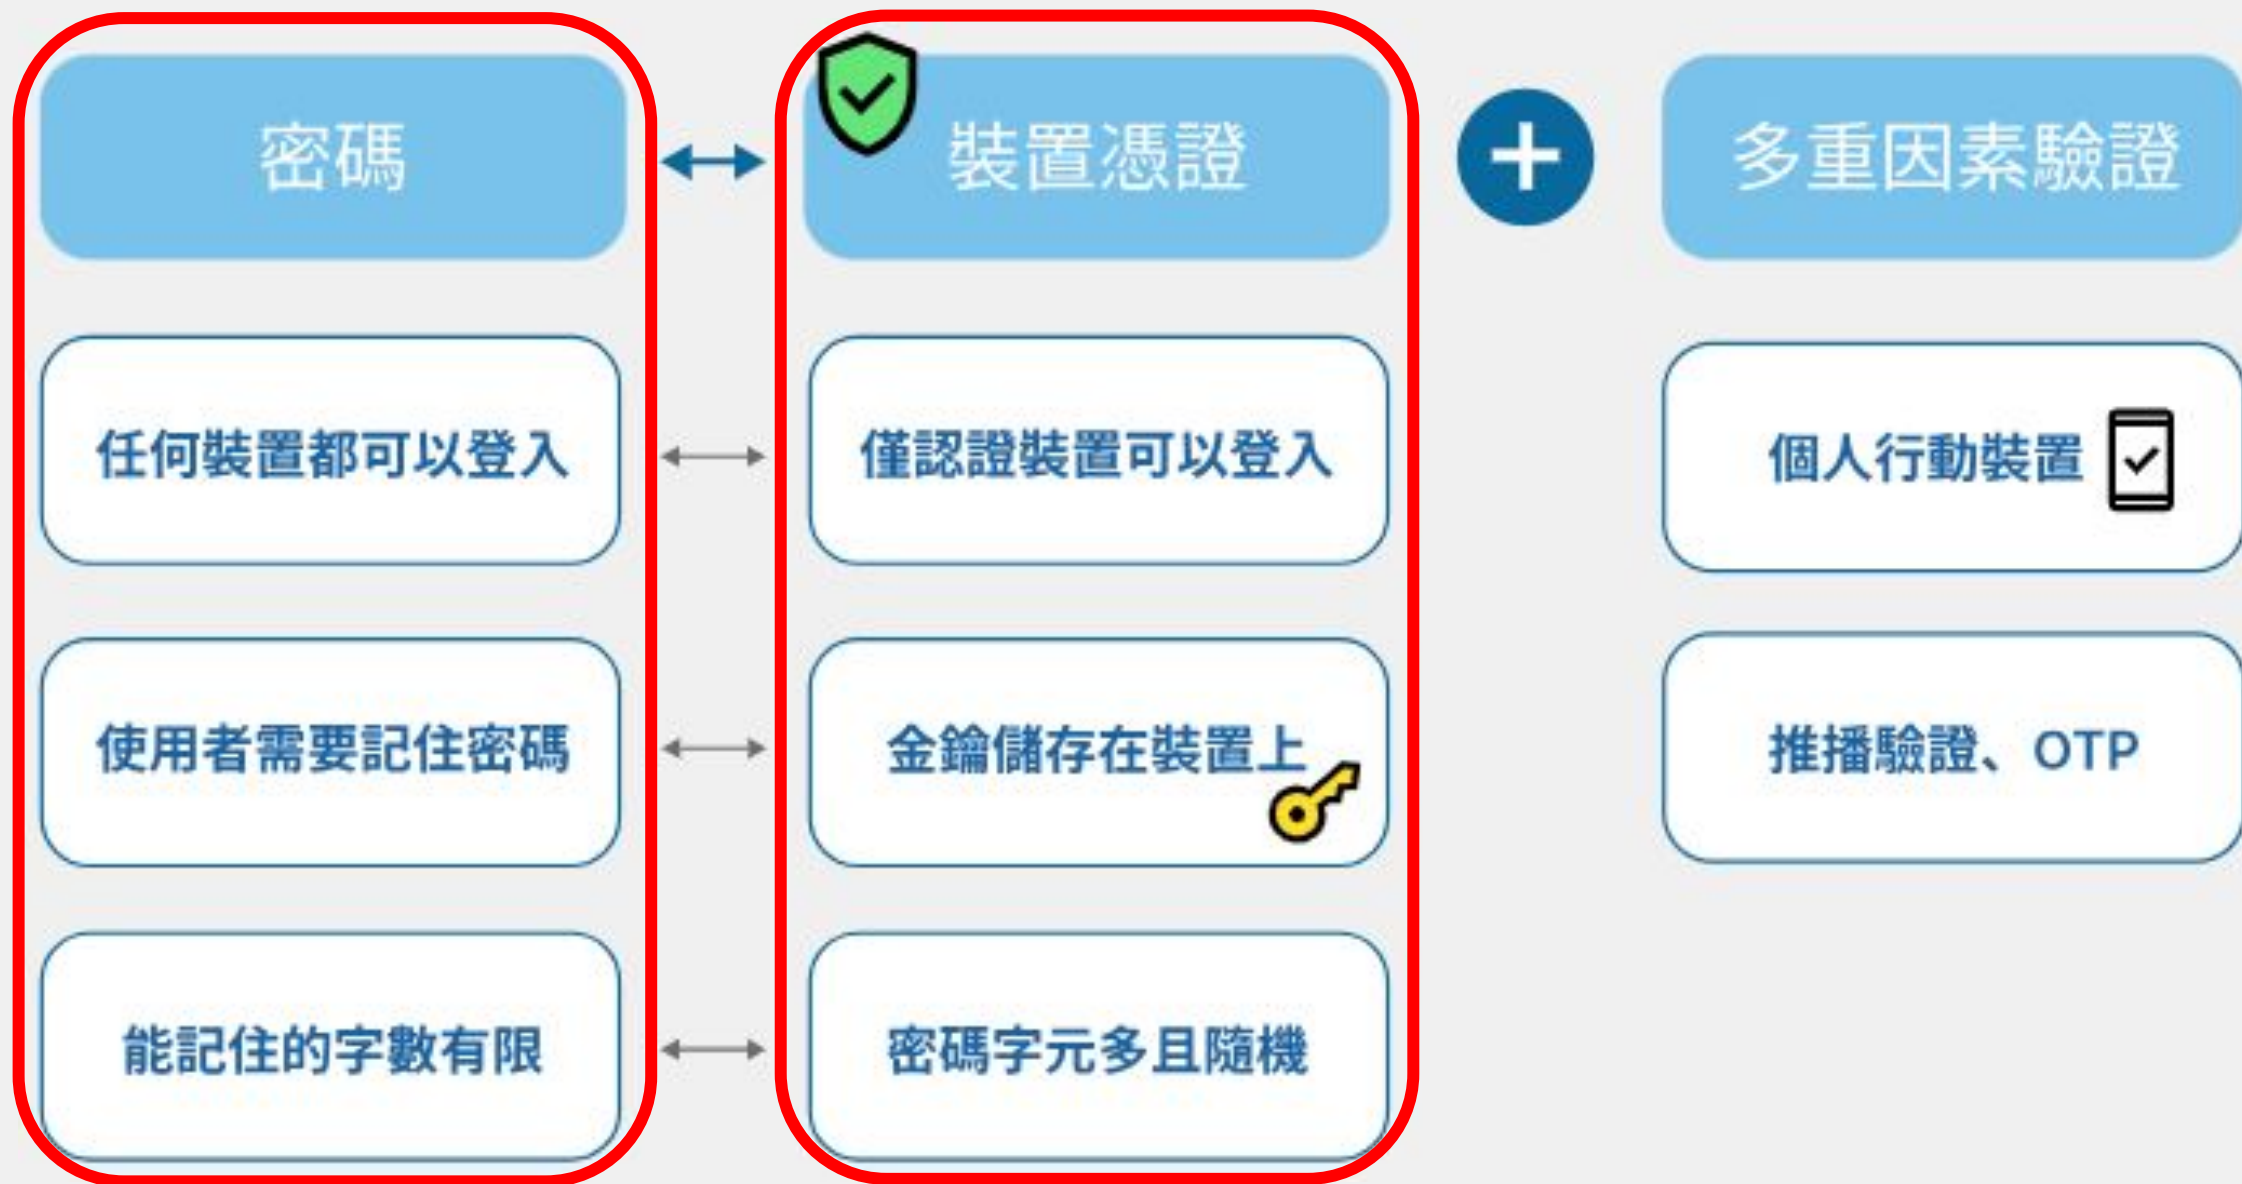 密碼
裝置憑證
多重因素驗證
任何裝置都可以登入
僅認證裝置可以登入
個人行動裝置
使用者需要記住密碼
金鑰儲存在裝置上
推播驗證、OTP
能記住的字數有限
密碼字元多且隨機